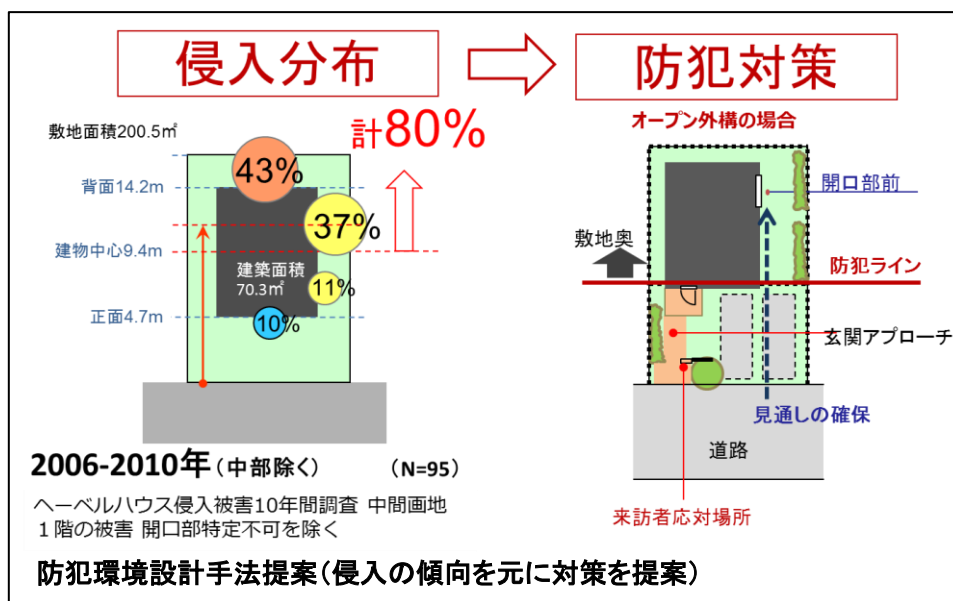 侵入分布
防犯対策
敷地面積200.5㎡
計80%
43%
背面14.2m
37%
建物中心9.4m
建築面積
70.3㎡
11%
正面4.7m
10%
2006-2010年(中部除く) (N=95)
ヘーベルハウス侵入被害10年間調査 中間画地
１階の被害 開口部特定不可を除く
オープン外構の場合
開口部前
敷地奥
防犯ライン
玄関アプローチ
見通しの確保
道路
来訪者応対場所
防犯環境設計手法提案(侵入の傾向を元に対策を提案)